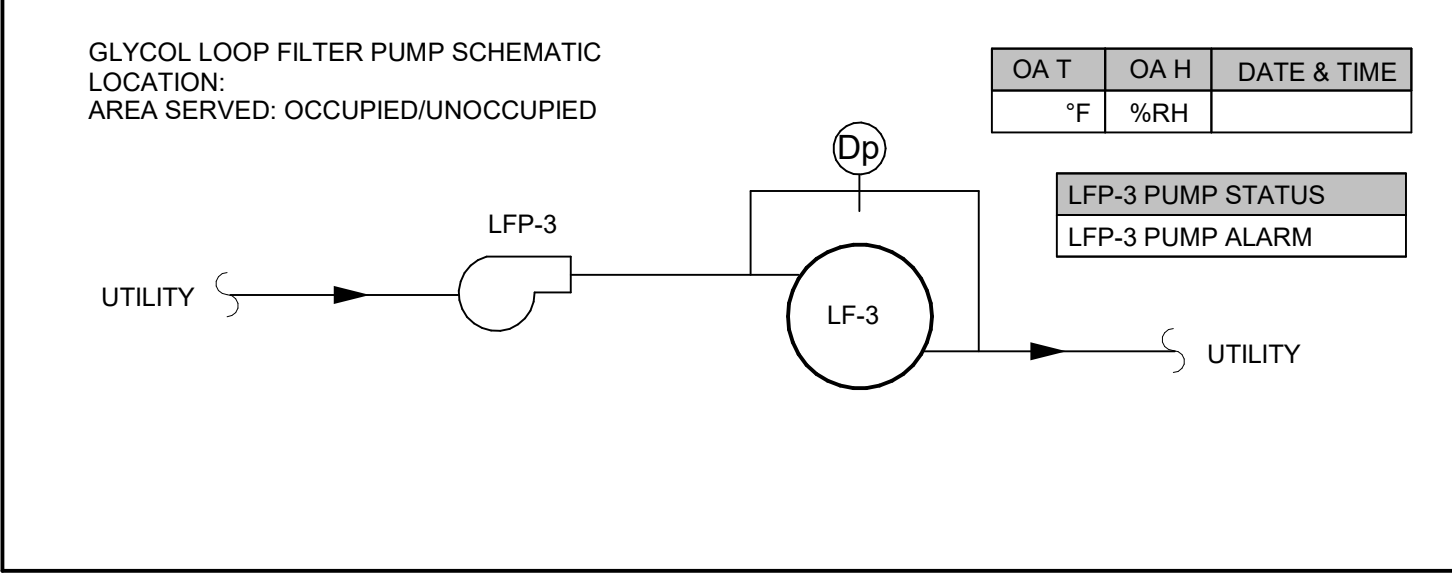 GLYCOL LOOP FILTER PUMP SCHEMATIC
LOCATION:
AREA SERVED: OCCUPIED/UNOCCUPIED
OA T OA H DATE & TIME
°F %RH
Dp
LFP-3 PUMP STATUS
LFP-3 PUMP ALARM
LFP-3
UTILITY
LF-3
UTILITY